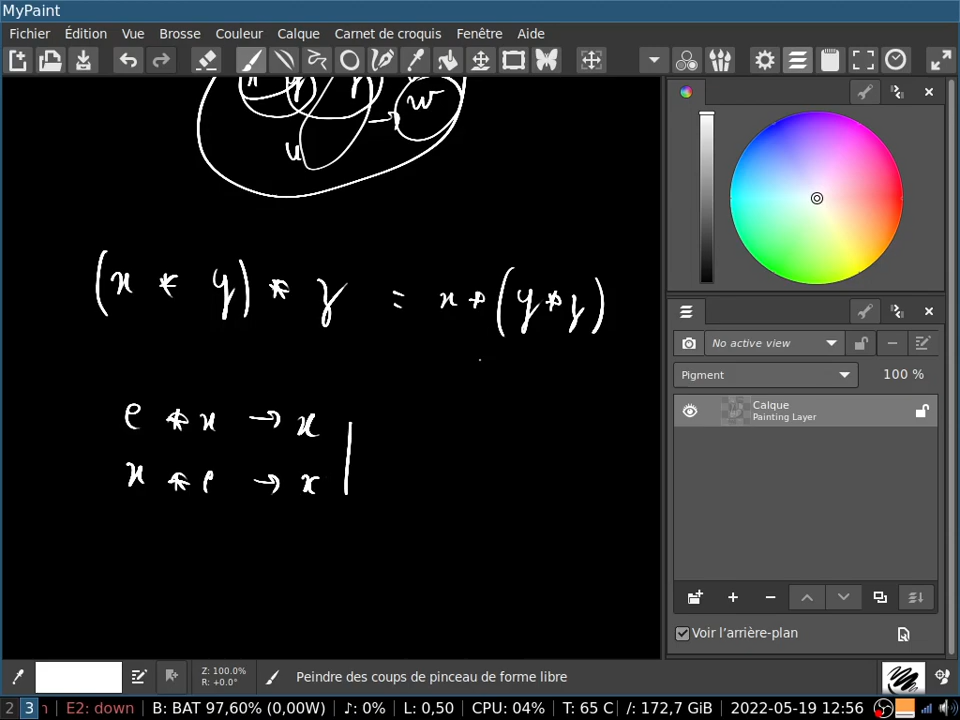 MyPaint
Fichier Édition Vue Brosse Couleur Calque Carnet de croquis Fenêtre Aide
w
u
(x * y) * z = x * (y * z)
e * x → x
x * e → x
No active view
Pigment 100 %
Calque
Painting Layer
Voir l’arrière-plan
Z: 100.0%
R: +0.0°
Peindre des coups de pinceau de forme libre
2 3 E2: down B: BAT 97,60% (0,00W) ♪: 0% L: 0,50 CPU: 04% T: 65 C /: 172,7 GiB 2022-05-19 12:56